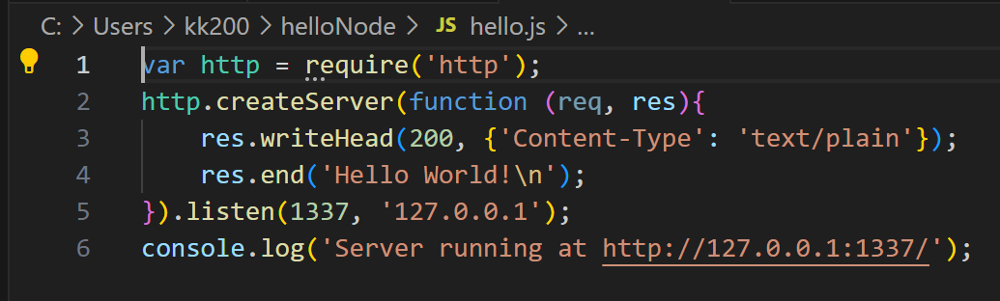 C: > Users > kk200 > helloNode > JS hello.js > ...
1 var http = require('http');
2 http.createServer(function (req, res){
3     res.writeHead(200, {'Content-Type': 'text/plain'});
4     res.end('Hello World!\n');
5 }).listen(1337, '127.0.0.1');
6 console.log('Server running at http://127.0.0.1:1337/');